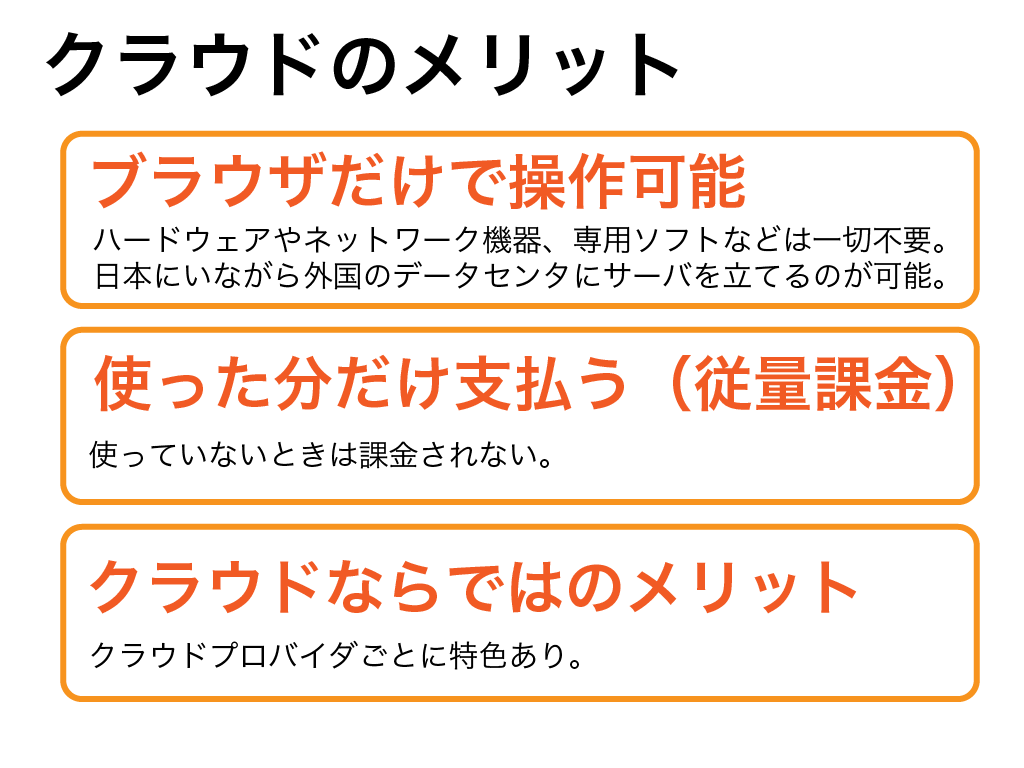 クラウドのメリット
ブラウザだけで操作可能
ハードウェアやネットワーク機器、専用ソフトなどは一切不要。
日本にいながら外国のデータセンタにサーバを立てるのが可能。
使った分だけ支払う（従量課金）
使っていないときは課金されない。
クラウドならではのメリット
クラウドプロバイダごとに特色あり。